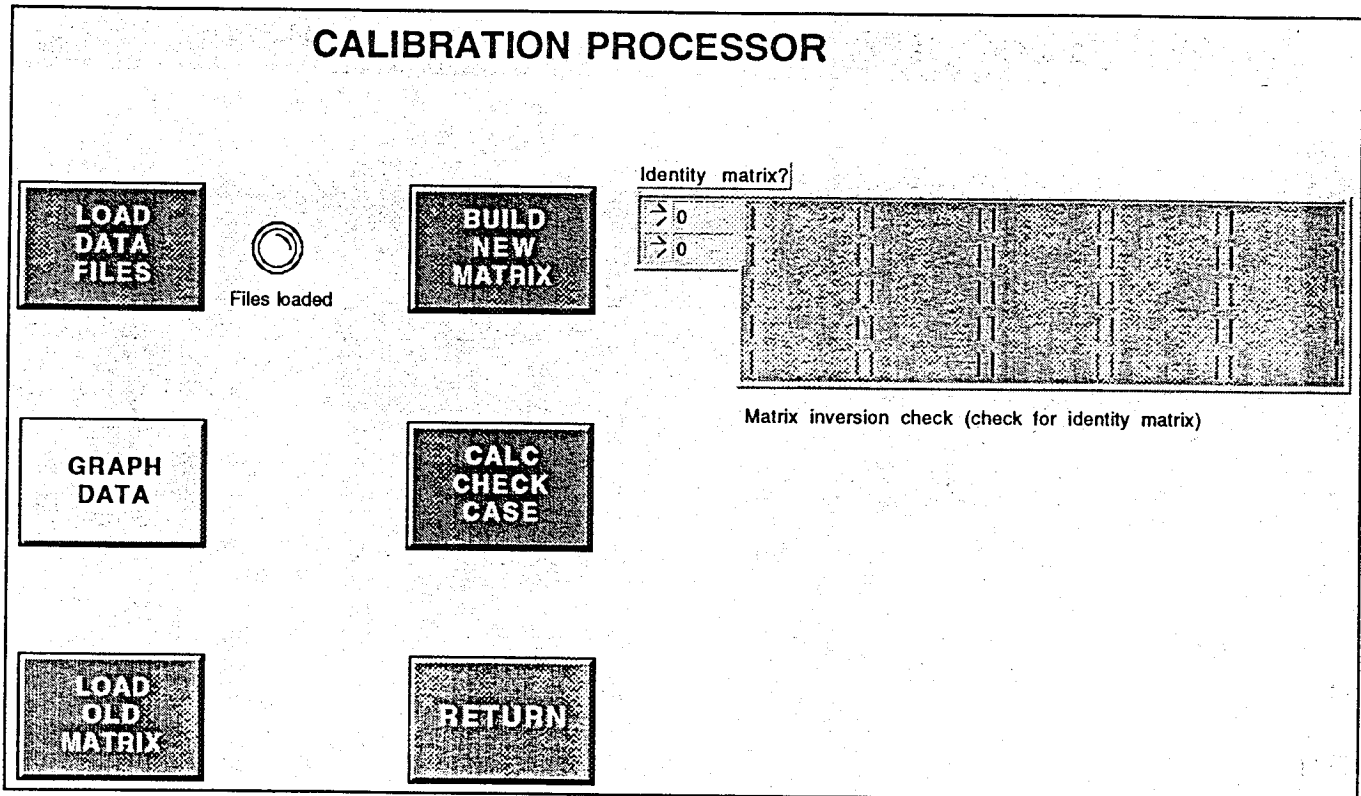 CALIBRATION PROCESSOR
LOAD
DATA
FILES
Files loaded
BUILD
NEW
MATRIX
Identity matrix?
0
0
Matrix inversion check (check for identity matrix)
GRAPH
DATA
CALC
CHECK
CASE
LOAD
OLD
MATRIX
RETURN